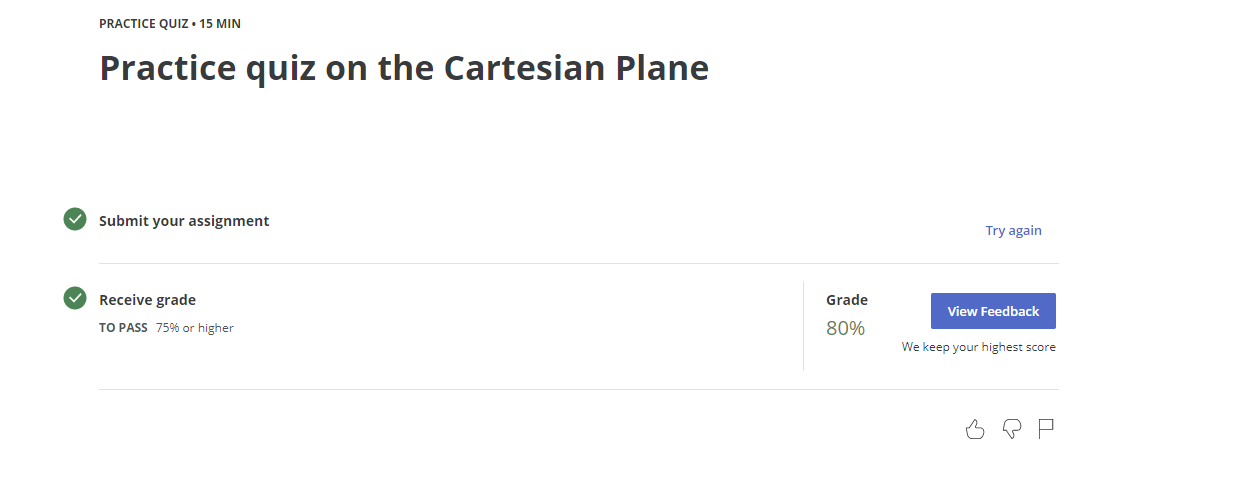 PRACTICE QUIZ • 15 MIN
Practice quiz on the Cartesian Plane
Submit your assignment
Try again
Receive grade
TO PASS 75% or higher
Grade
80%
View Feedback
We keep your highest score